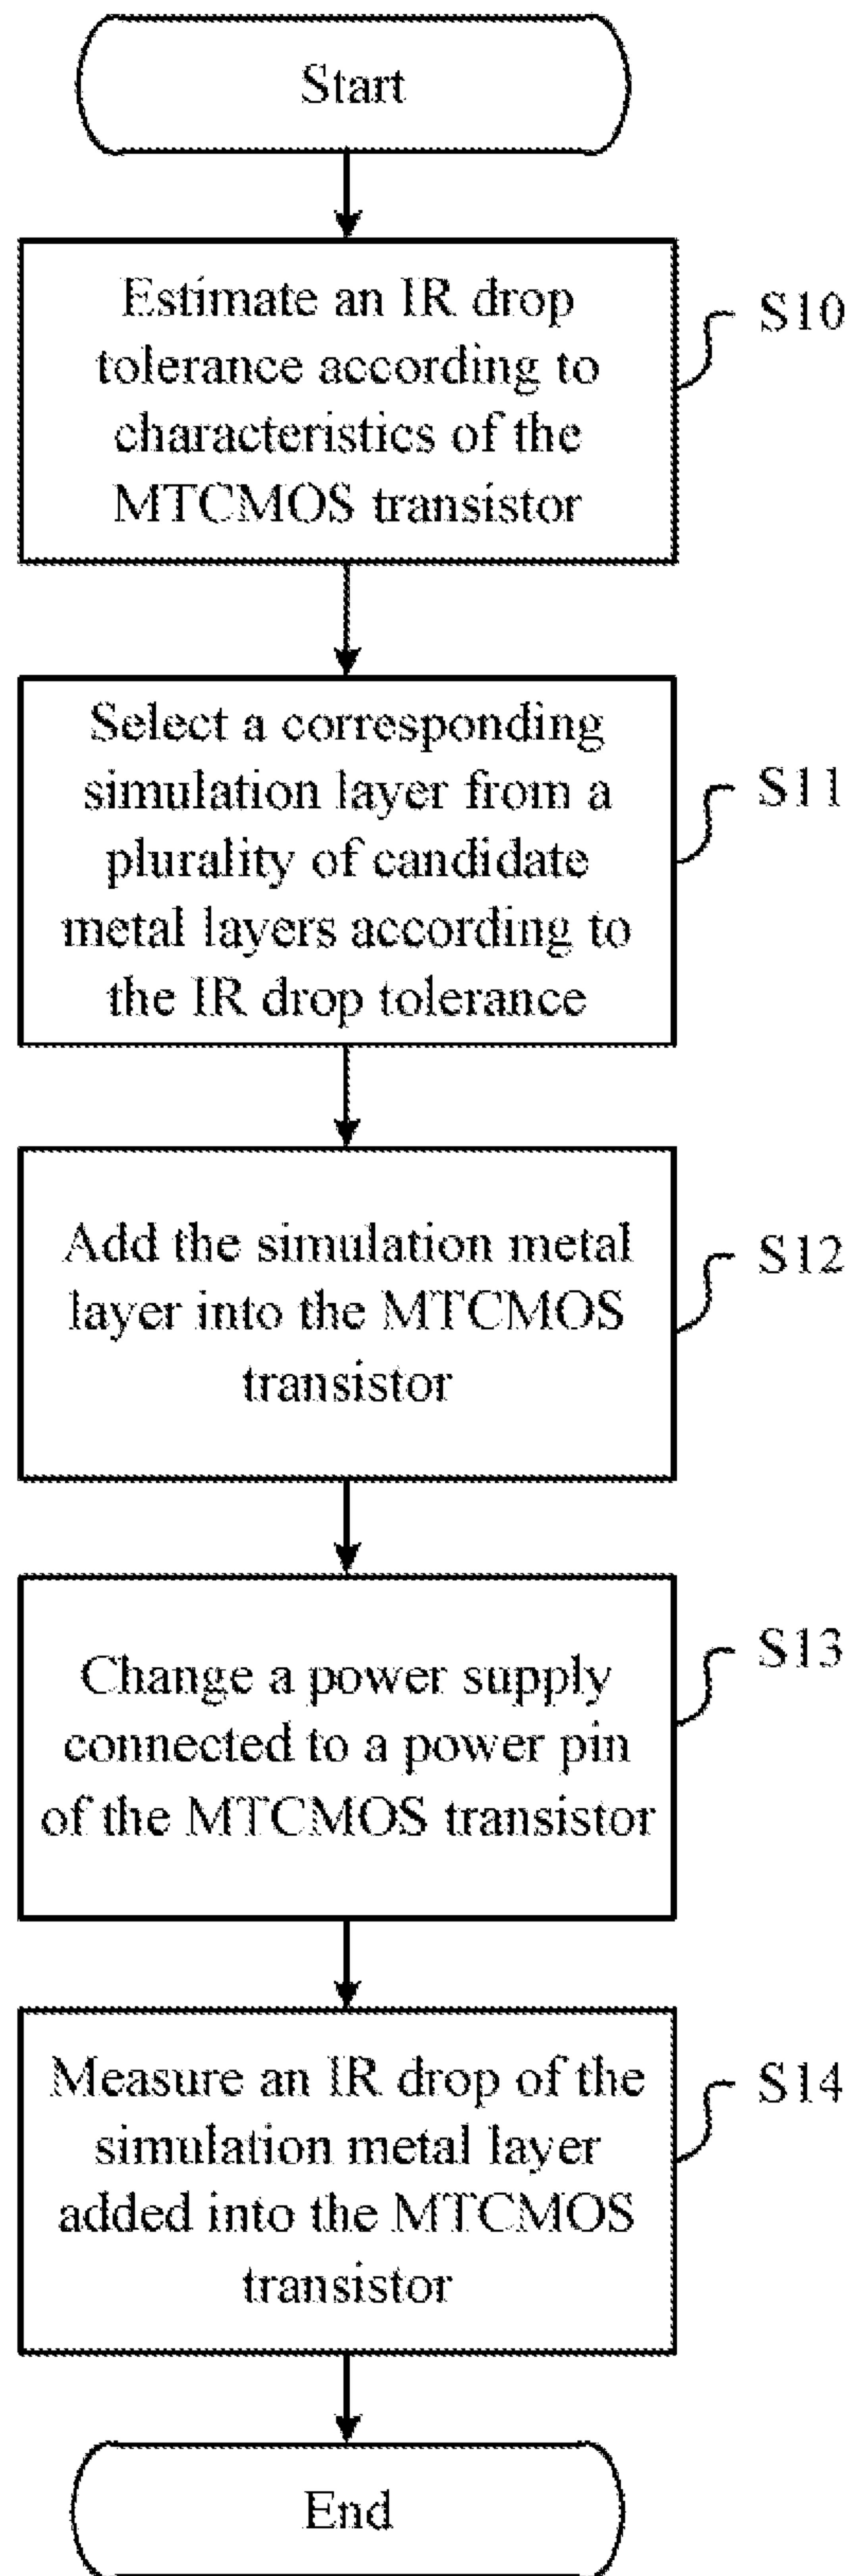 Start
Estimate an IR drop
tolerance according to
characteristics of the
MTCMOS transistor
S10
Select a corresponding
simulation layer from a
plurality of candidate
metal layers according to
the IR drop tolerance
S11
Add the simulation metal
layer into the MTCMOS
transistor
S12
Change a power supply
connected to a power pin
of the MTCMOS transistor
S13
Measure an IR drop of the
simulation metal layer
added into the MTCMOS
transistor
S14
End